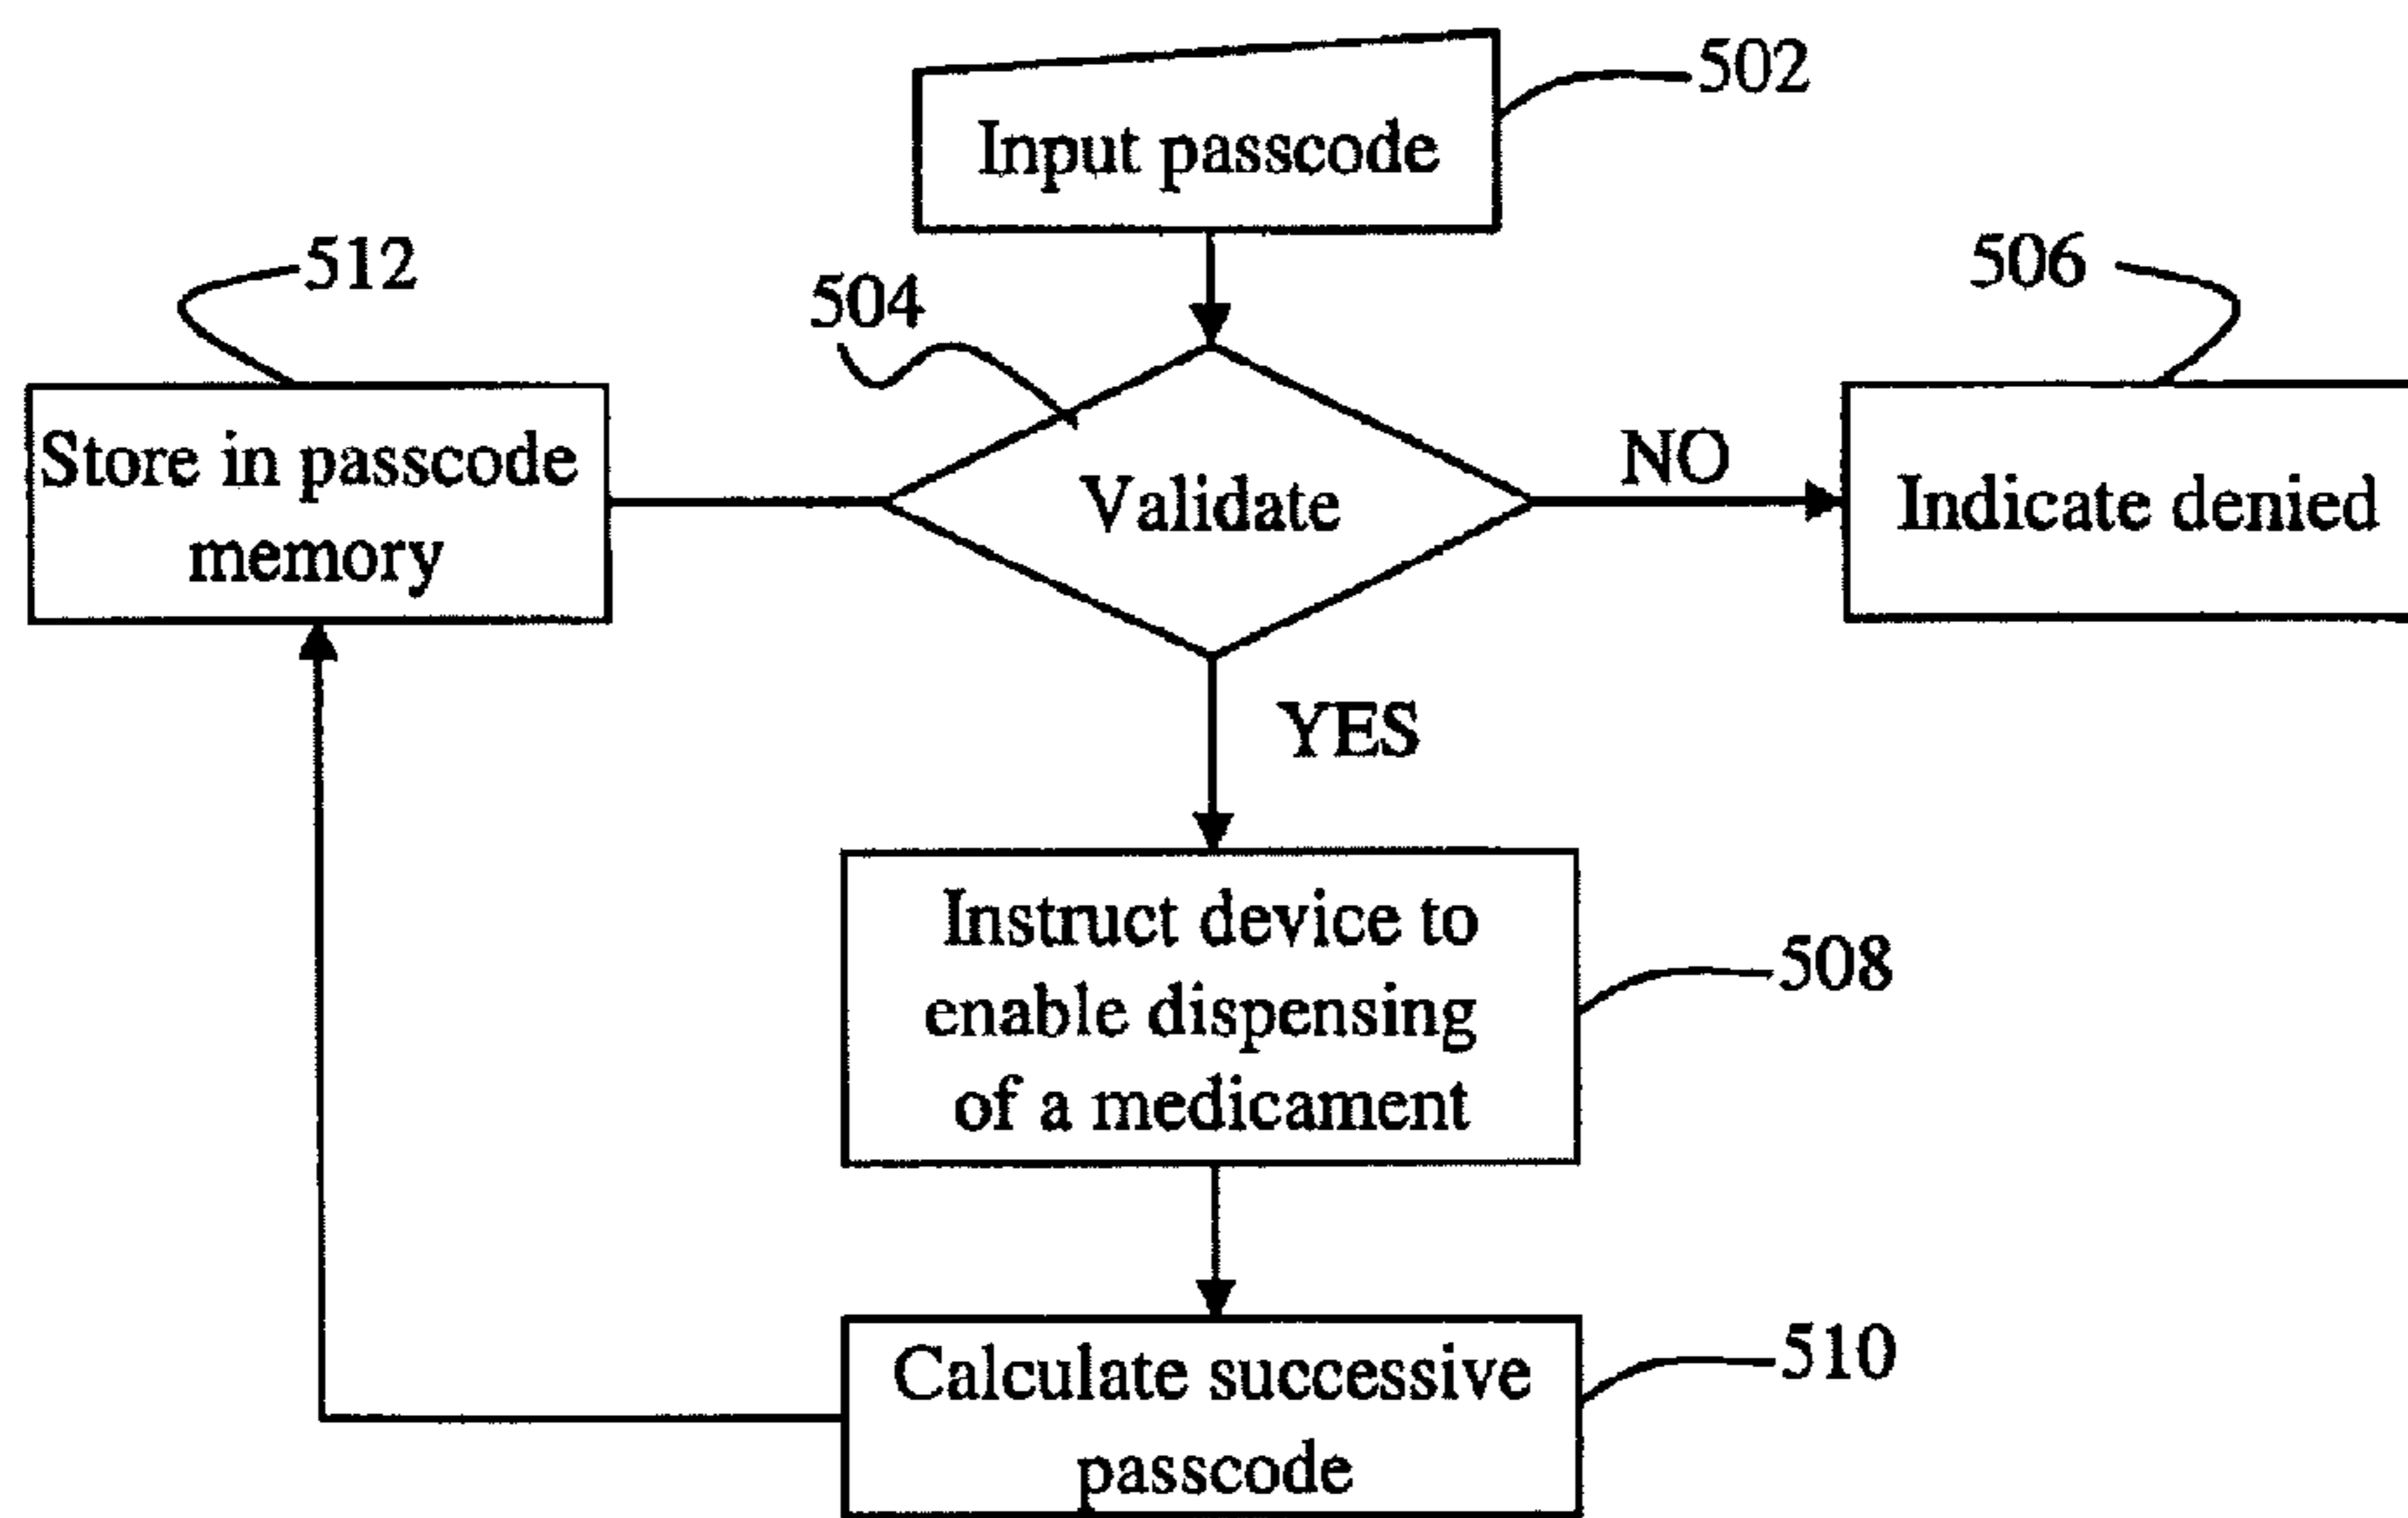 502
Input passcode
512
504
506
Store in passcode
memory
Validate
NO
Indicate denied
YES
Instruct device to
enable dispensing
of a medicament
508
Calculate successive
passcode
510